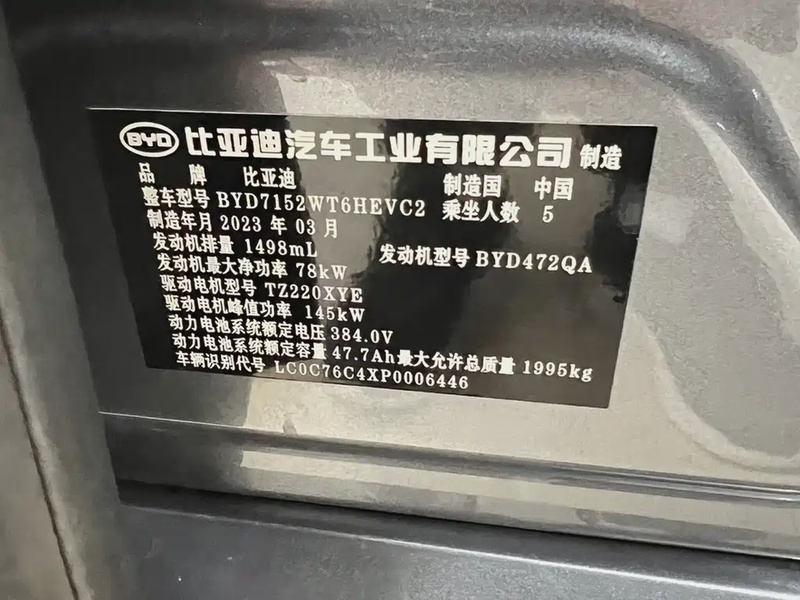 BYD 比亚迪汽车工业有限公司 制造
品 牌 比亚迪 制造国 中国
整车型号 BYD7152WT6HEVC2 乘坐人数 5
制造年月 2023 年 03 月
发动机排量 1498mL 发动机型号 BYD472QA
发动机最大净功率 78kW
驱动电机型号 TZ220XYE
驱动电机峰值功率 145kW
动力电池系统额定电压 384.0V
动力电池系统额定容量 47.7Ah 最大允许总质量 1995kg
车辆识别代号 LC0C76C4XP0006446